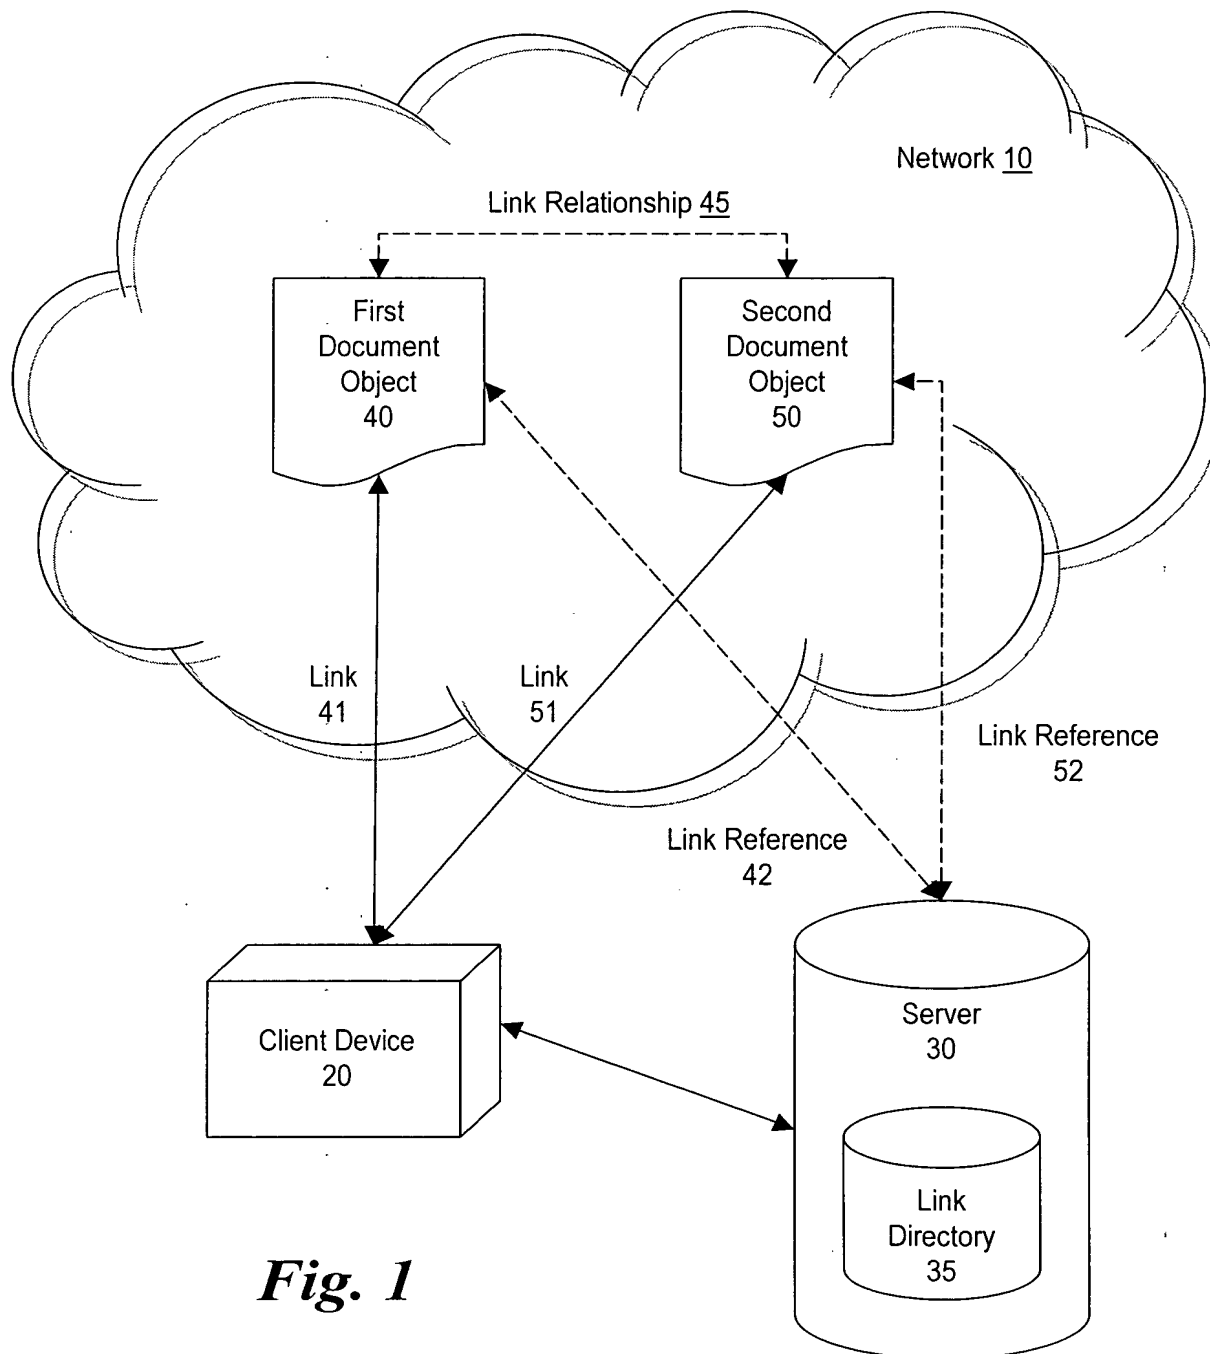 Network 10
Link Relationship 45
First
Document
Object
40
Second
Document
Object
50
Link
41
Link
51
Link Reference
52
Link Reference
42
Client Device
20
Server
30
Link
Directory
35
Fig. 1